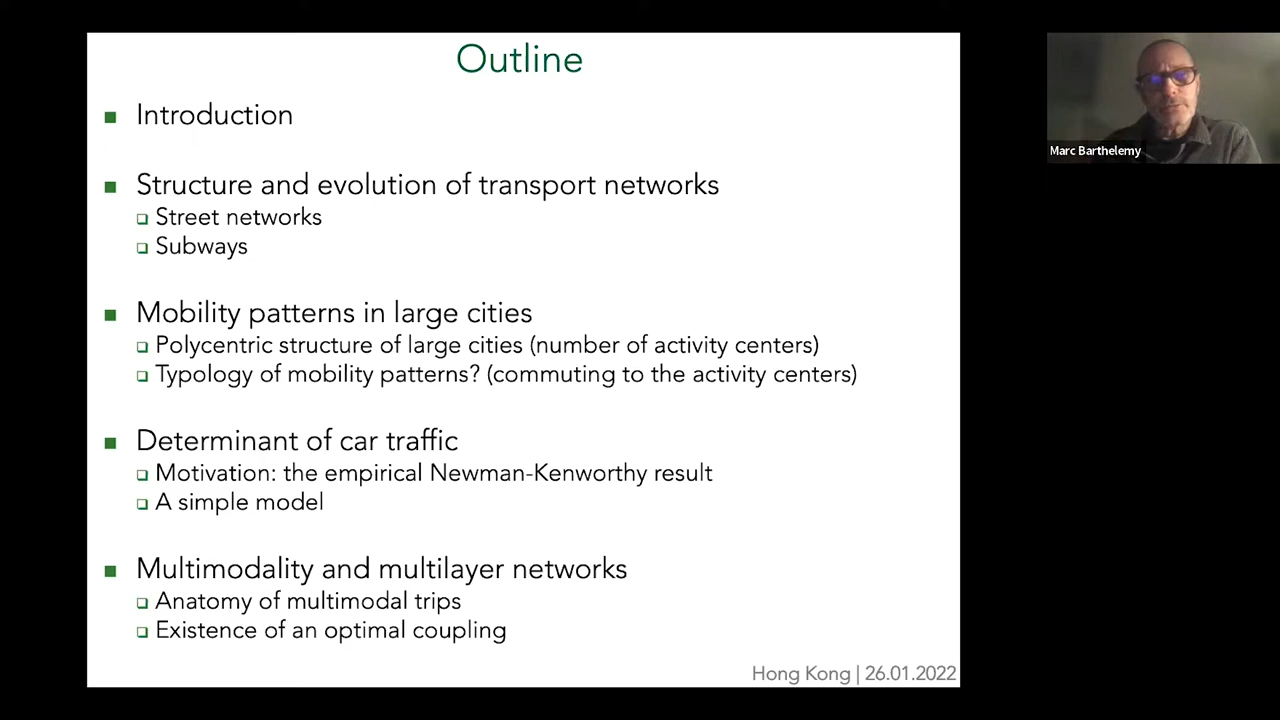 Outline
Introduction
Structure and evolution of transport networks
Street networks
Subways
Mobility patterns in large cities
Polycentric structure of large cities (number of activity centers)
Typology of mobility patterns? (commuting to the activity centers)
Determinant of car traffic
Motivation: the empirical Newman-Kenworthy result
A simple model
Multimodality and multilayer networks
Anatomy of multimodal trips
Existence of an optimal coupling
Hong Kong | 26.01.2022
Marc Barthelemy